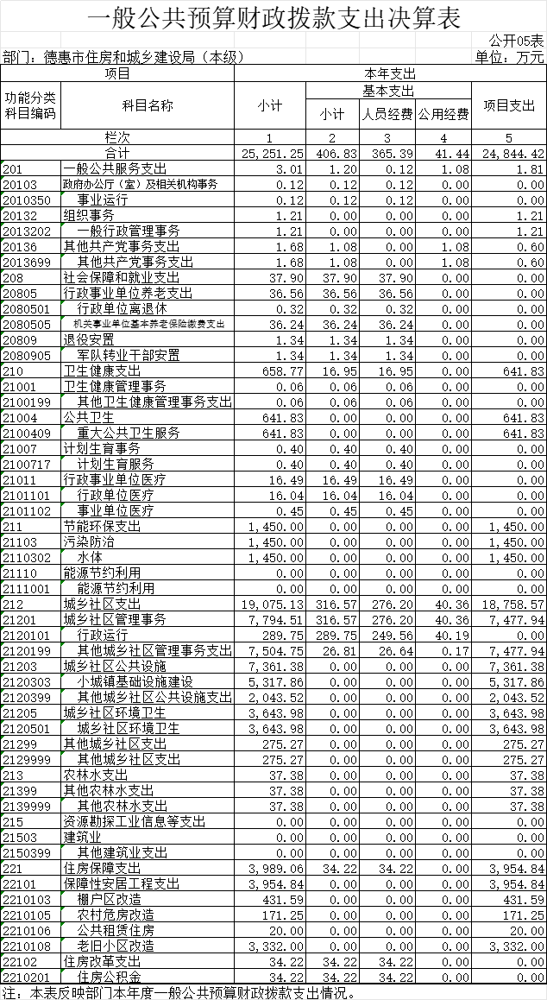 一般公共预算财政拨款支出决算表
公开05表
部门：德惠市住房和城乡建设局（本级） 单位：万元
项目 本年支出
功能分类科目编码 科目名称 小计 基本支出 项目支出
小计 人员经费 公用经费
栏次 1 2 3 4 5
合计 25,251.25 406.83 365.39 41.44 24,844.42
201 一般公共服务支出 3.01 1.20 0.12 1.08 1.81
20103 政府办公厅（室）及相关机构事务 0.12 0.12 0.12 0.00 0.00
2010350 事业运行 0.12 0.12 0.12 0.00 0.00
20132 组织事务 1.21 0.00 0.00 0.00 1.21
2013202 一般行政管理事务 1.21 0.00 0.00 0.00 1.21
20136 其他共产党事务支出 1.68 1.08 0.00 1.08 0.60
2013699 其他共产党事务支出 1.68 1.08 0.00 1.08 0.60
208 社会保障和就业支出 37.90 37.90 37.90 0.00 0.00
20805 行政事业单位养老支出 36.56 36.56 36.56 0.00 0.00
2080501 行政单位离退休 0.32 0.32 0.32 0.00 0.00
2080505 机关事业单位基本养老保险缴费支出 36.24 36.24 36.24 0.00 0.00
20809 退役安置 1.34 1.34 1.34 0.00 0.00
2080905 军队转业干部安置 1.34 1.34 1.34 0.00 0.00
210 卫生健康支出 658.77 16.95 16.95 0.00 641.83
21001 卫生健康管理事务 0.06 0.06 0.06 0.00 0.00
2100199 其他卫生健康管理事务支出 0.06 0.06 0.06 0.00 0.00
21004 公共卫生 641.83 0.00 0.00 0.00 641.83
2100409 重大公共卫生服务 641.83 0.00 0.00 0.00 641.83
21007 计划生育事务 0.40 0.40 0.40 0.00 0.00
2100717 计划生育服务 0.40 0.40 0.40 0.00 0.00
21011 行政事业单位医疗 16.49 16.49 16.49 0.00 0.00
2101101 行政单位医疗 16.04 16.04 16.04 0.00 0.00
2101102 事业单位医疗 0.45 0.45 0.45 0.00 0.00
211 节能环保支出 1,450.00 0.00 0.00 0.00 1,450.00
21103 污染防治 1,450.00 0.00 0.00 0.00 1,450.00
2110302 水体 1,450.00 0.00 0.00 0.00 1,450.00
21110 能源节约利用 0.00 0.00 0.00 0.00 0.00
2111001 能源节约利用 0.00 0.00 0.00 0.00 0.00
212 城乡社区支出 19,075.13 316.57 276.20 40.36 18,758.57
21201 城乡社区管理事务 7,794.51 316.57 276.20 40.36 7,477.94
2120101 行政运行 289.75 289.75 249.56 40.19 0.00
2120199 其他城乡社区管理事务支出 7,504.75 26.81 26.64 0.17 7,477.94
21203 城乡社区公共设施 7,361.38 0.00 0.00 0.00 7,361.38
2120303 小城镇基础设施建设 5,317.86 0.00 0.00 0.00 5,317.86
2120399 其他城乡社区公共设施支出 2,043.52 0.00 0.00 0.00 2,043.52
21205 城乡社区环境卫生 3,643.98 0.00 0.00 0.00 3,643.98
2120501 城乡社区环境卫生 3,643.98 0.00 0.00 0.00 3,643.98
21299 其他城乡社区支出 275.27 0.00 0.00 0.00 275.27
2129999 其他城乡社区支出 275.27 0.00 0.00 0.00 275.27
213 农林水支出 37.38 0.00 0.00 0.00 37.38
21399 其他农林水支出 37.38 0.00 0.00 0.00 37.38
2139999 其他农林水支出 37.38 0.00 0.00 0.00 37.38
215 资源勘探工业信息等支出 0.00 0.00 0.00 0.00 0.00
21503 建筑业 0.00 0.00 0.00 0.00 0.00
2150399 其他建筑业支出 0.00 0.00 0.00 0.00 0.00
221 住房保障支出 3,989.06 34.22 34.22 0.00 3,954.84
22101 保障性安居工程支出 3,954.84 0.00 0.00 0.00 3,954.84
2210103 棚户区改造 431.59 0.00 0.00 0.00 431.59
2210105 农村危房改造 171.25 0.00 0.00 0.00 171.25
2210106 公共租赁住房 20.00 0.00 0.00 0.00 20.00
2210108 老旧小区改造 3,332.00 0.00 0.00 0.00 3,332.00
22102 住房改革支出 34.22 34.22 34.22 0.00 0.00
2210201 住房公积金 34.22 34.22 34.22 0.00 0.00
注：本表反映部门本年度一般公共预算财政拨款支出情况。